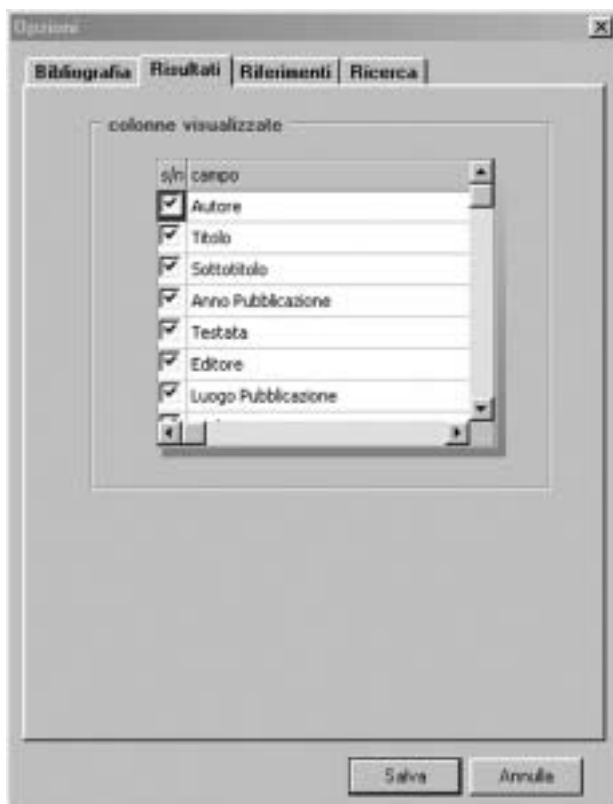 Opzioni
Bibliografia Risultati Riferimenti Ricerca
colonne visualizzate
s/n campo
Autore
Titolo
Sottotitolo
Anno Pubblicazione
Testata
Editore
Luogo Pubblicazione
Salva Annulla